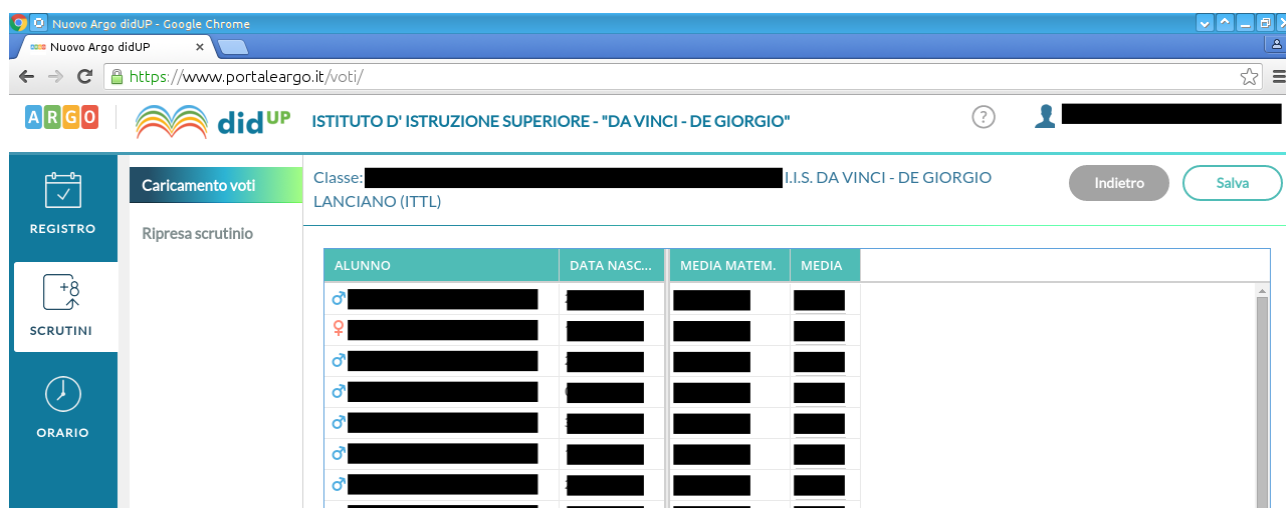 Nuovo Argo didUP - Google Chrome
Nuovo Argo didUP x
https://www.portaleargo.it/voti/
ARGO didUP ISTITUTO D' ISTRUZIONE SUPERIORE - "DA VINCI - DE GIORGIO" ?
REGISTRO
+8
SCRUTINI
ORARIO
Caricamento voti
Ripresa scrutinio
Classe: I.I.S. DA VINCI - DE GIORGIO
LANCIANO (ITTL)
Indietro Salva
ALUNNO DATA NASC... MEDIA MATEM. MEDIA